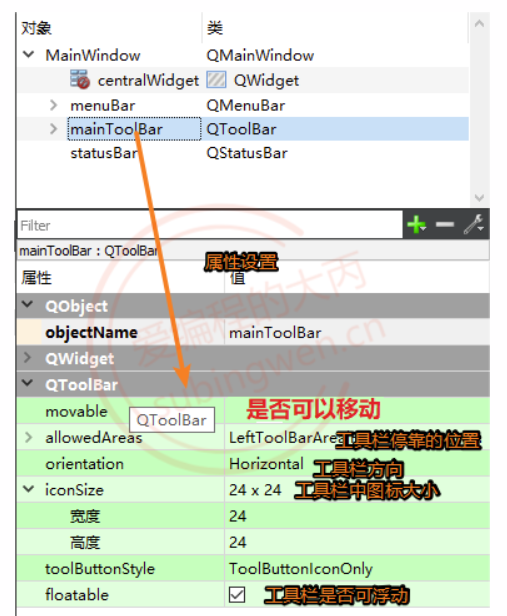 对象 类
MainWindow QMainWindow
centralWidget QWidget
menuBar QMenuBar
mainToolBar QToolBar
statusBar QStatusBar
Filter
mainToolBar : QToolBar
属性设置
属性 值
QObject
objectName mainToolBar
QWidget
QToolBar
movable 是否可以移动
QToolBar
allowedAreas LeftToolBarArea 工具栏停靠的位置
orientation Horizontal 工具栏方向
iconSize 24 x 24 工具栏中图标大小
宽度 24
高度 24
toolButtonStyle ToolButtonIconOnly
floatable 工具栏是否可浮动
爱编程的大丙
subingwen.cn